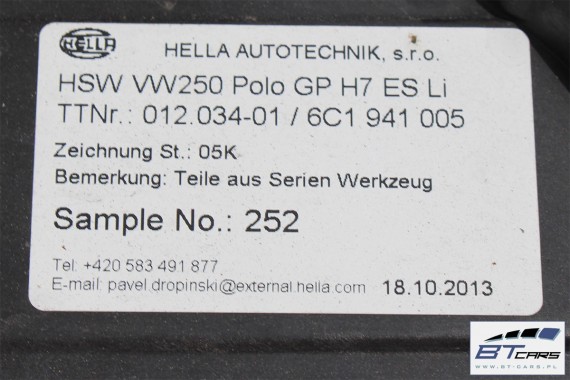 HELLA
HELLA AUTOTECHNIK, s.r.o.
HSW VW250 Polo GP H7 ES Li
TTNr.: 012.034-01 / 6C1 941 005
Zeichnung St.: 05K
Bemerkung: Teile aus Serien Werkzeug
Sample No.: 252
Tel: +420 583 491 877
E-mail: pavel.dropinski@external.hella.com
18.10.2013
BTCARS
WWW.BT-CARS.PL